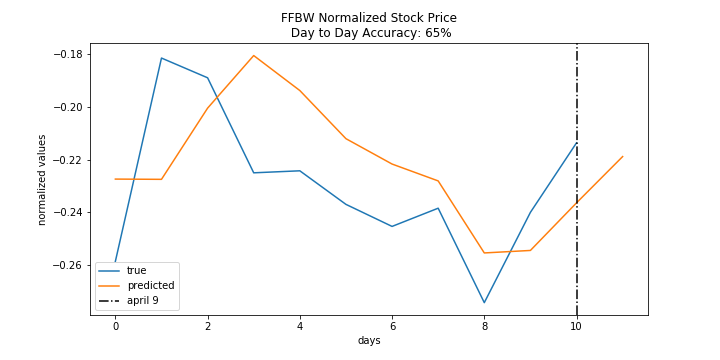 FFBW Normalized Stock Price
Day to Day Accuracy: 65%
normalized values
−0.18
−0.20
−0.22
−0.24
−0.26
true
predicted
april 9
0 2 4 6 8 10
days